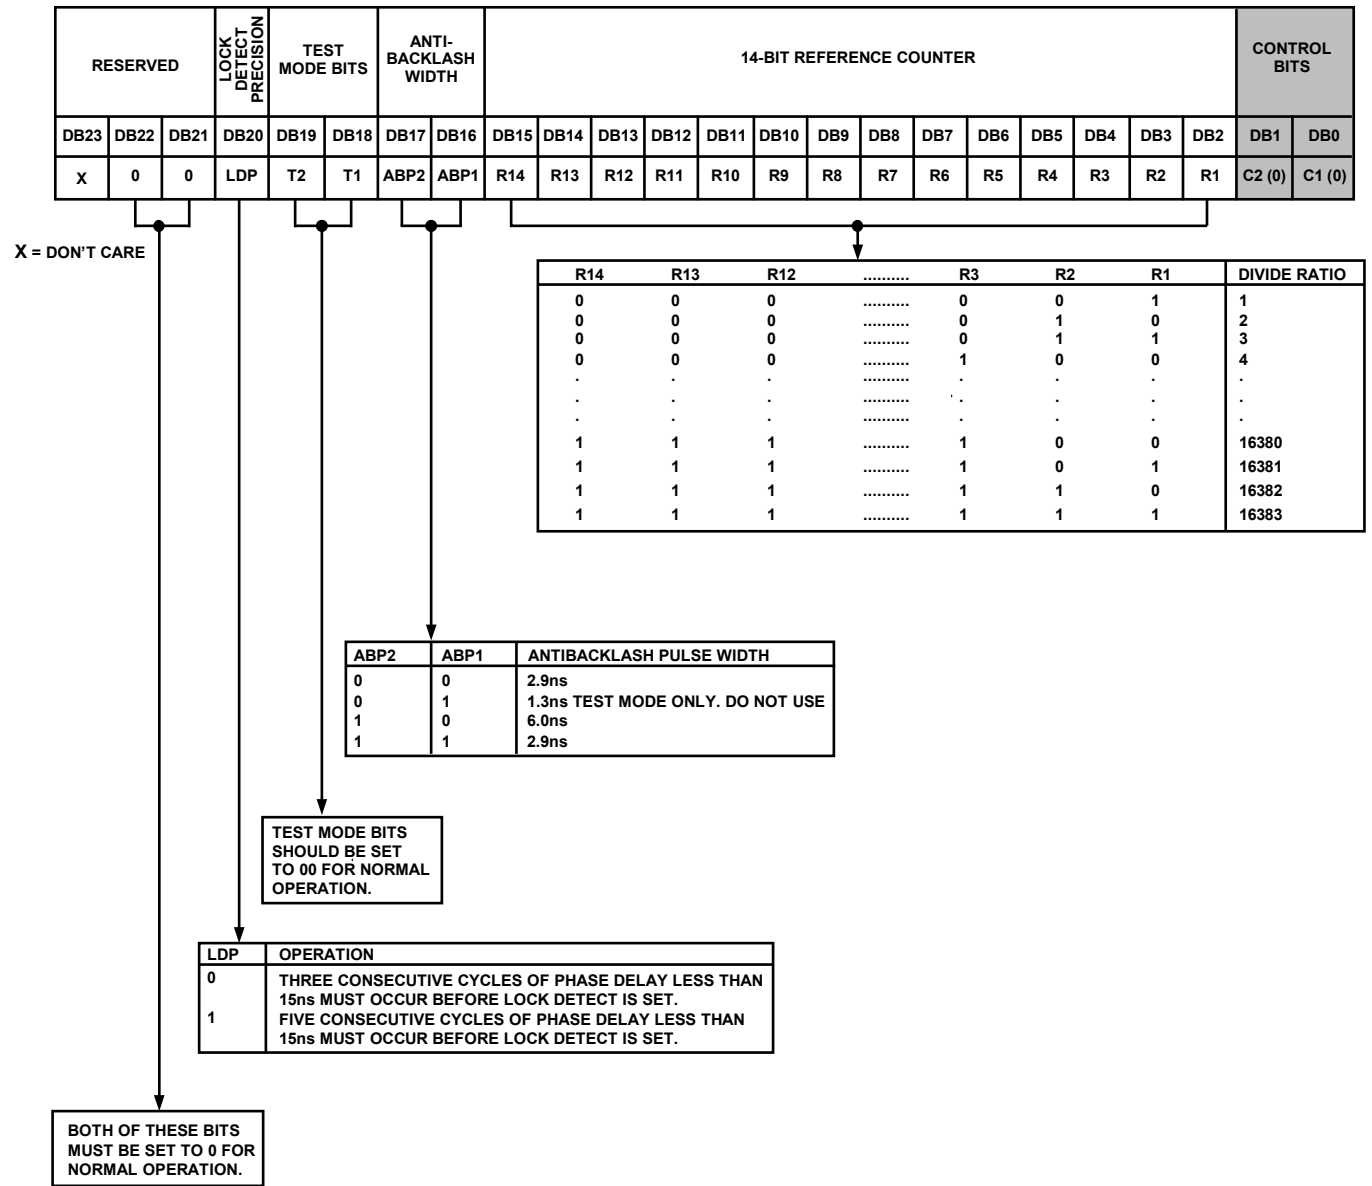 RESERVED
LOCK
DETECT
PRECISION
TEST
MODE BITS
ANTI-
BACKLASH
WIDTH
14-BIT REFERENCE COUNTER
CONTROL
BITS
DB23 DB22 DB21 DB20 DB19 DB18 DB17 DB16 DB15 DB14 DB13 DB12 DB11 DB10 DB9 DB8 DB7 DB6 DB5 DB4 DB3 DB2 DB1 DB0
X 0 0 LDP T2 T1 ABP2 ABP1 R14 R13 R12 R11 R10 R9 R8 R7 R6 R5 R4 R3 R2 R1 C2 (0) C1 (0)
X = DON'T CARE
R14 R13 R12 .......... R3 R2 R1 DIVIDE RATIO
0 0 0 .......... 0 0 1 1
0 0 0 .......... 0 1 0 2
0 0 0 .......... 0 1 1 3
0 0 0 .......... 1 0 0 4
. . . .......... . . . .
. . . .......... . . . .
. . . .......... . . . .
1 1 1 .......... 1 0 0 16380
1 1 1 .......... 1 0 1 16381
1 1 1 .......... 1 1 0 16382
1 1 1 .......... 1 1 1 16383
ABP2 ABP1 ANTIBACKLASH PULSE WIDTH
0 0 2.9ns
0 1 1.3ns TEST MODE ONLY. DO NOT USE
1 0 6.0ns
1 1 2.9ns
TEST MODE BITS
SHOULD BE SET
TO 00 FOR NORMAL
OPERATION.
LDP OPERATION
0 THREE CONSECUTIVE CYCLES OF PHASE DELAY LESS THAN
15ns MUST OCCUR BEFORE LOCK DETECT IS SET.
1 FIVE CONSECUTIVE CYCLES OF PHASE DELAY LESS THAN
15ns MUST OCCUR BEFORE LOCK DETECT IS SET.
BOTH OF THESE BITS
MUST BE SET TO 0 FOR
NORMAL OPERATION.